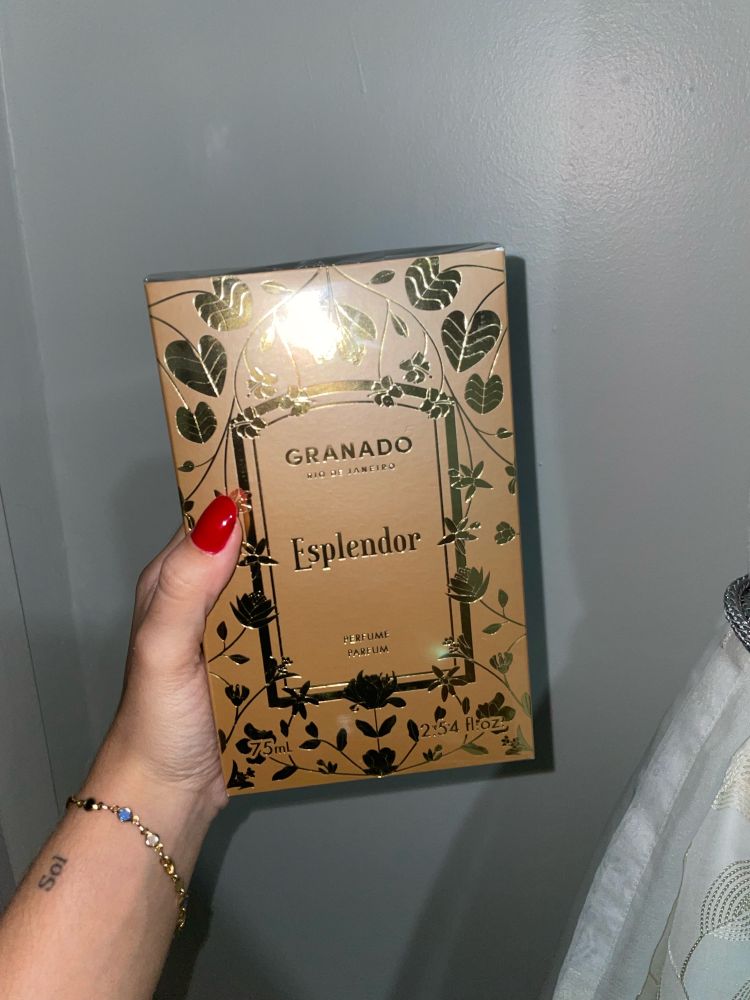 GRANADO
RIO DE JANEIRO
Esplendor
PERFUME
PARFUM
75mL
2.54 fl.oz.
Sol